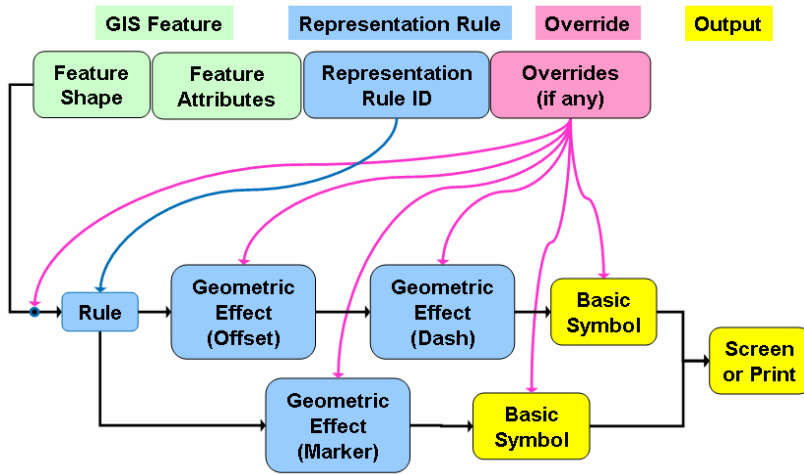 GIS Feature
Representation Rule
Override
Output
Feature
Shape
Feature
Attributes
Representation
Rule ID
Overrides
(if any)
Rule
Geometric
Effect
(Offset)
Geometric
Effect
(Dash)
Basic
Symbol
Screen
or Print
Geometric
Effect
(Marker)
Basic
Symbol